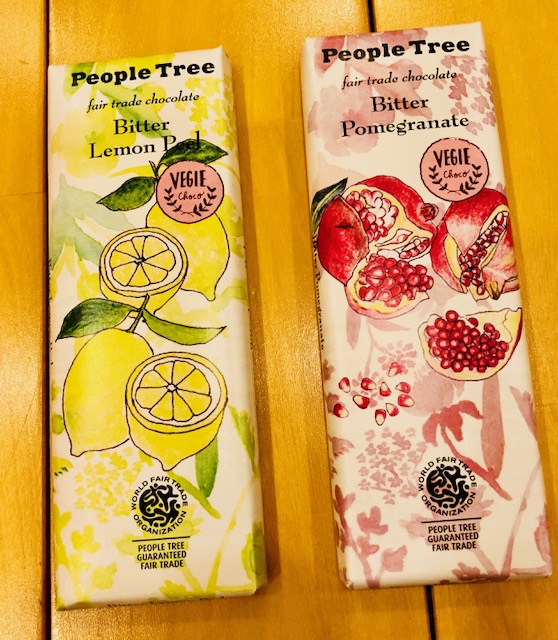 People Tree
fair trade chocolate
Bitter
Lemon Peel
VEGIE
Choco
WORLD FAIR TRADE ORGANIZATION
PEOPLE TREE
GUARANTEED
FAIR TRADE
People Tree
fair trade chocolate
Bitter
Pomegranate
VEGIE
Choco
WORLD FAIR TRADE ORGANIZATION
PEOPLE TREE
GUARANTEED
FAIR TRADE